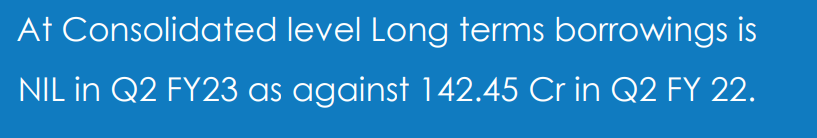 At Consolidated level Long terms borrowings is
NIL in Q2 FY23 as against 142.45 Cr in Q2 FY 22.